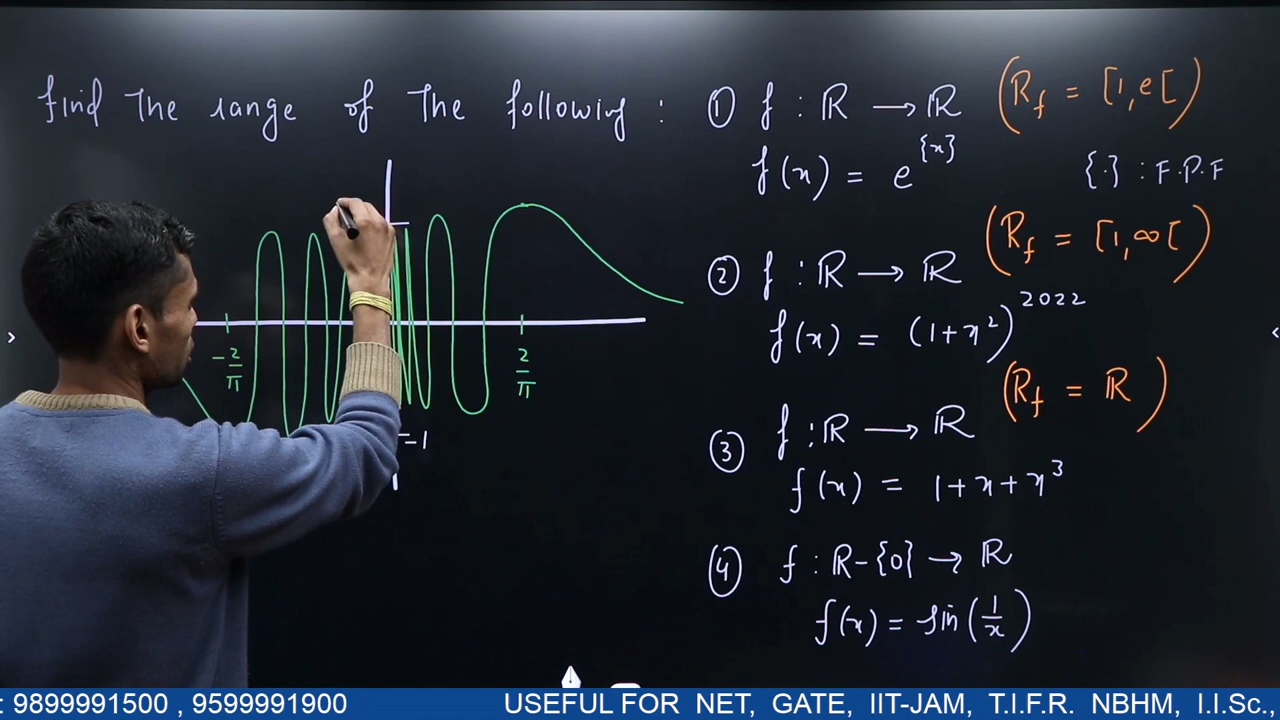 find The range of The following :
① f : ℝ → ℝ (R_f = [1, e[)
f(x) = e^{x}
{·} : F.P.F
② f : ℝ → ℝ (R_f = [1, ∞[)
f(x) = (1+x²)^2022
③ f : ℝ → ℝ (R_f = ℝ)
f(x) = 1+x+x³
④ f : ℝ-{0} → ℝ
f(x) = sin(1/x)
-2/π
2/π
-1
: 9899991500 , 9599991900 USEFUL FOR NET, GATE, IIT-JAM, T.I.F.R. NBHM, I.I.Sc.,